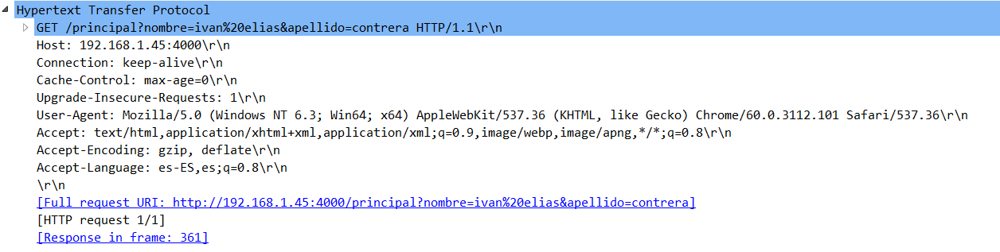 Hypertext Transfer Protocol
GET /principal?nombre=ivan%20elias&apellido=contrera HTTP/1.1\r\n
Host: 192.168.1.45:4000\r\n
Connection: keep-alive\r\n
Cache-Control: max-age=0\r\n
Upgrade-Insecure-Requests: 1\r\n
User-Agent: Mozilla/5.0 (Windows NT 6.3; Win64; x64) AppleWebKit/537.36 (KHTML, like Gecko) Chrome/60.0.3112.101 Safari/537.36\r\n
Accept: text/html,application/xhtml+xml,application/xml;q=0.9,image/webp,image/apng,*/*;q=0.8\r\n
Accept-Encoding: gzip, deflate\r\n
Accept-Language: es-ES,es;q=0.8\r\n
\r\n
[Full request URI: http://192.168.1.45:4000/principal?nombre=ivan%20elias&apellido=contrera]
[HTTP request 1/1]
[Response in frame: 361]